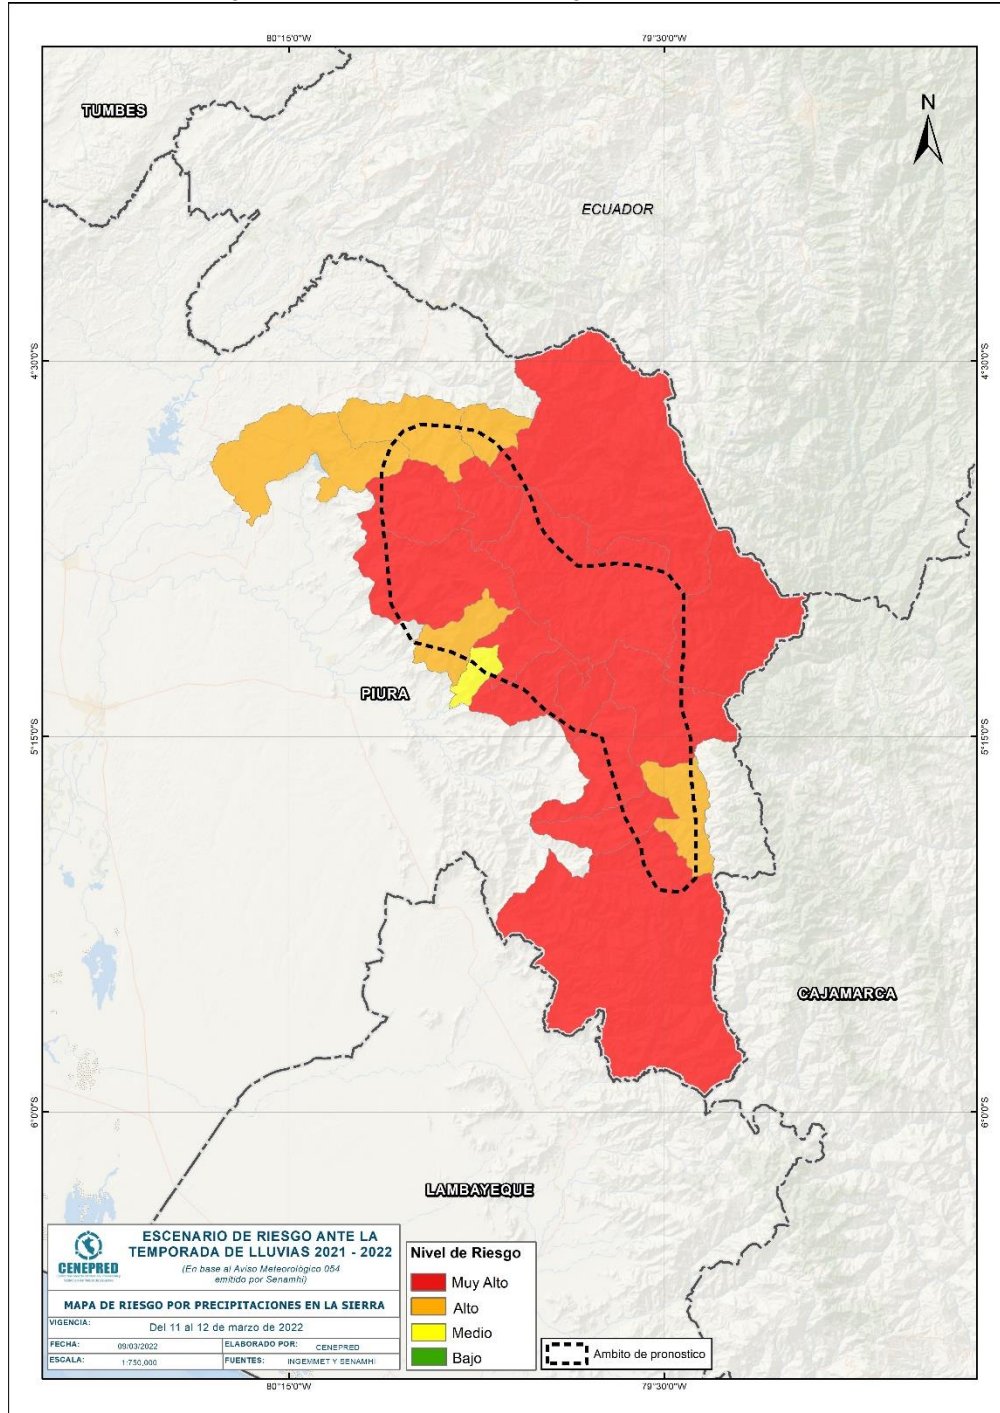 80°15'0"W
79°30'0"W
TUMBES
N
ECUADOR
4°30'0"S
4°30'0"S
PIURA
5°15'0"S
5°15'0"S
CAJAMARCA
6°0'0"S
6°0'0"S
LAMBAYEQUE
CENEPRED
ESCENARIO DE RIESGO ANTE LA
TEMPORADA DE LLUVIAS 2021 - 2022
(En base al Aviso Meteorológico 054
emitido por Senamhi)
MAPA DE RIESGO POR PRECIPITACIONES EN LA SIERRA
VIGENCIA:
Del 11 al 12 de marzo de 2022
FECHA:
09/03/2022
ELABORADO POR:
CENEPRED
ESCALA:
1:750,000
FUENTES:
INGEMMET Y SENAMHI
Nivel de Riesgo
Muy Alto
Alto
Medio
Bajo
Ambito de pronostico
80°15'0"W
79°30'0"W